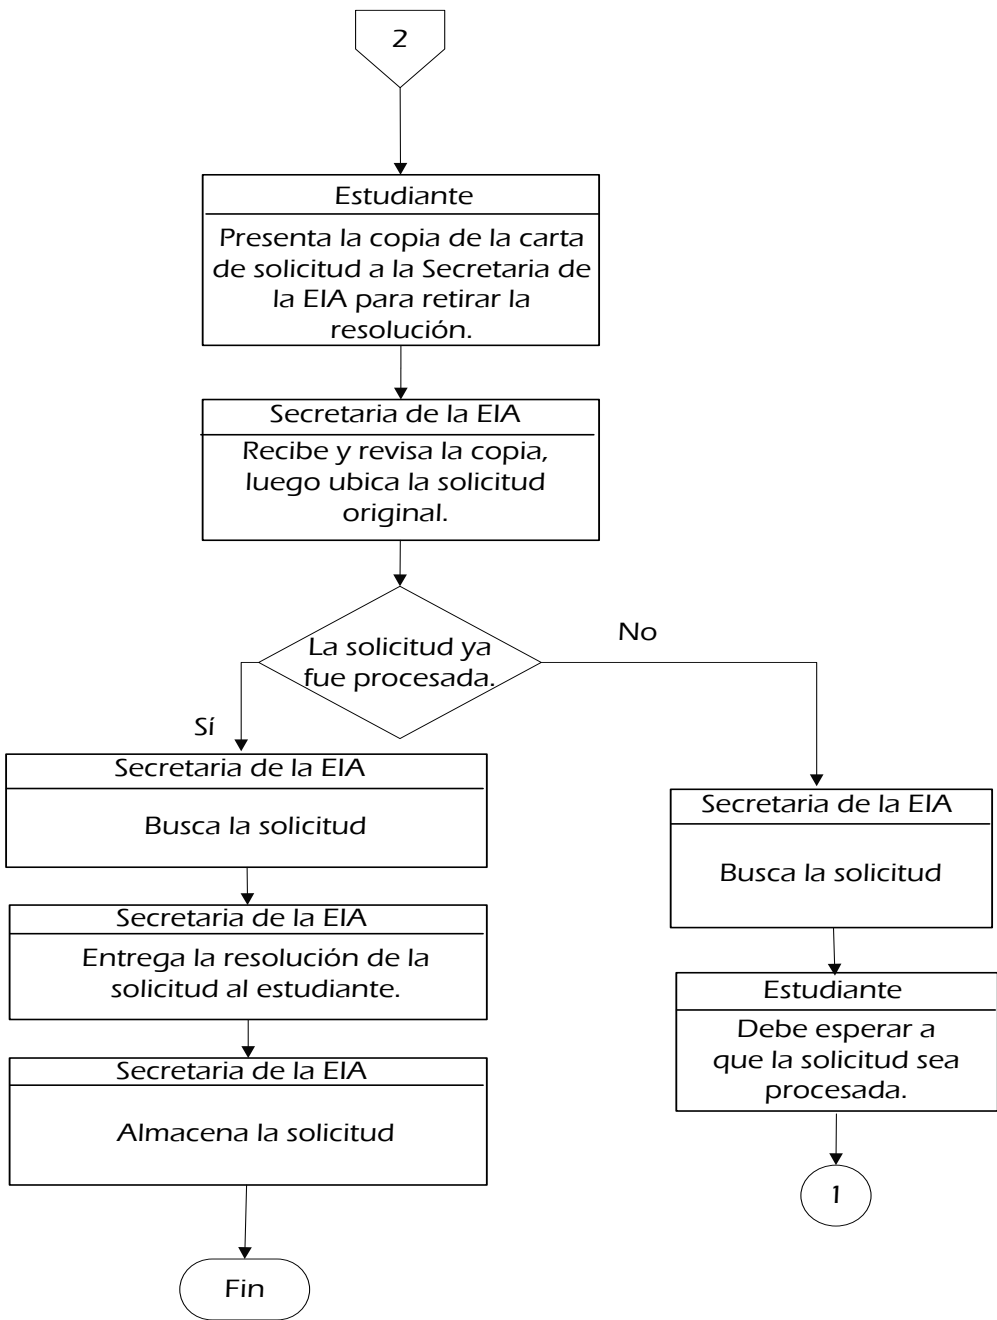 2
Estudiante
Presenta la copia de la carta
de solicitud a la Secretaria de
la EIA para retirar la
resolución.
Secretaria de la EIA
Recibe y revisa la copia,
luego ubica la solicitud
original.
La solicitud ya
fue procesada.
No
Sí
Secretaria de la EIA
Busca la solicitud
Secretaria de la EIA
Entrega la resolución de la
solicitud al estudiante.
Secretaria de la EIA
Almacena la solicitud
Fin
Secretaria de la EIA
Busca la solicitud
Estudiante
Debe esperar a
que la solicitud sea
procesada.
1